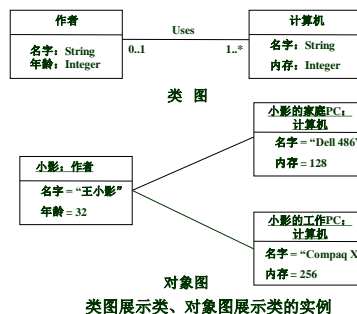 作者
名字：String
年龄：Integer
Uses
0..1
1..*
计算机
名字：String
内存：Integer
类 图
小影：作者
名字 = “王小影”
年龄 = 32
小影的家庭PC：
计算机
名字 = “Dell 486”
内存 = 128
小影的工作PC：
计算机
名字 = “Compaq X
内存 = 256
对象图
类图展示类、对象图展示类的实例